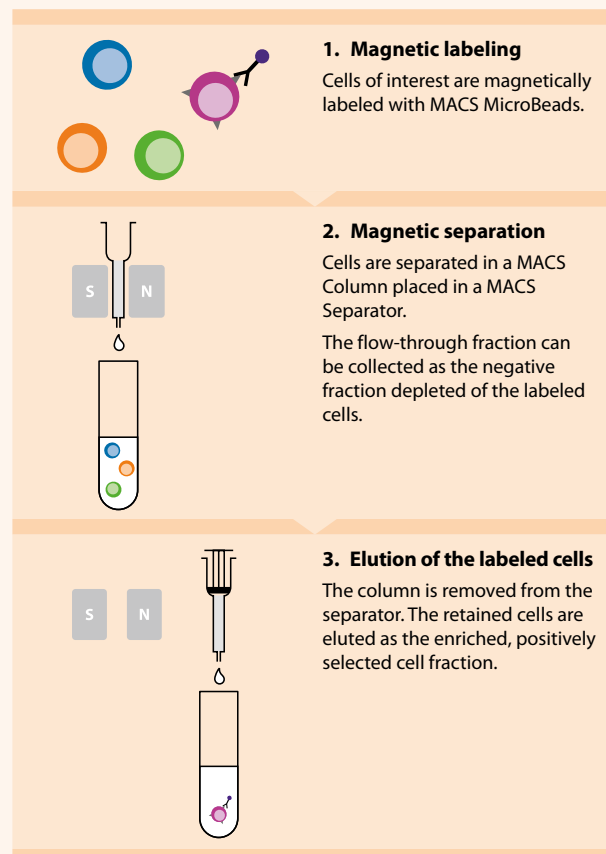 1. Magnetic labeling
Cells of interest are magnetically
labeled with MACS MicroBeads.
2. Magnetic separation
Cells are separated in a MACS
Column placed in a MACS
Separator.
The flow-through fraction can
be collected as the negative
fraction depleted of the labeled
cells.
S N
3. Elution of the labeled cells
The column is removed from the
separator. The retained cells are
eluted as the enriched, positively
selected cell fraction.
S N